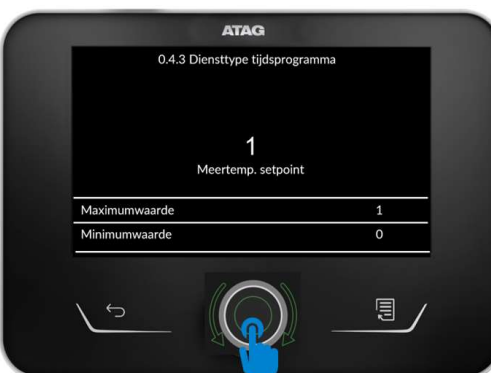 ATAG
0.4.3 Diensttype tijdsprogramma
1
Meertemp. setpoint
Maximumwaarde 1
Minimumwaarde 0